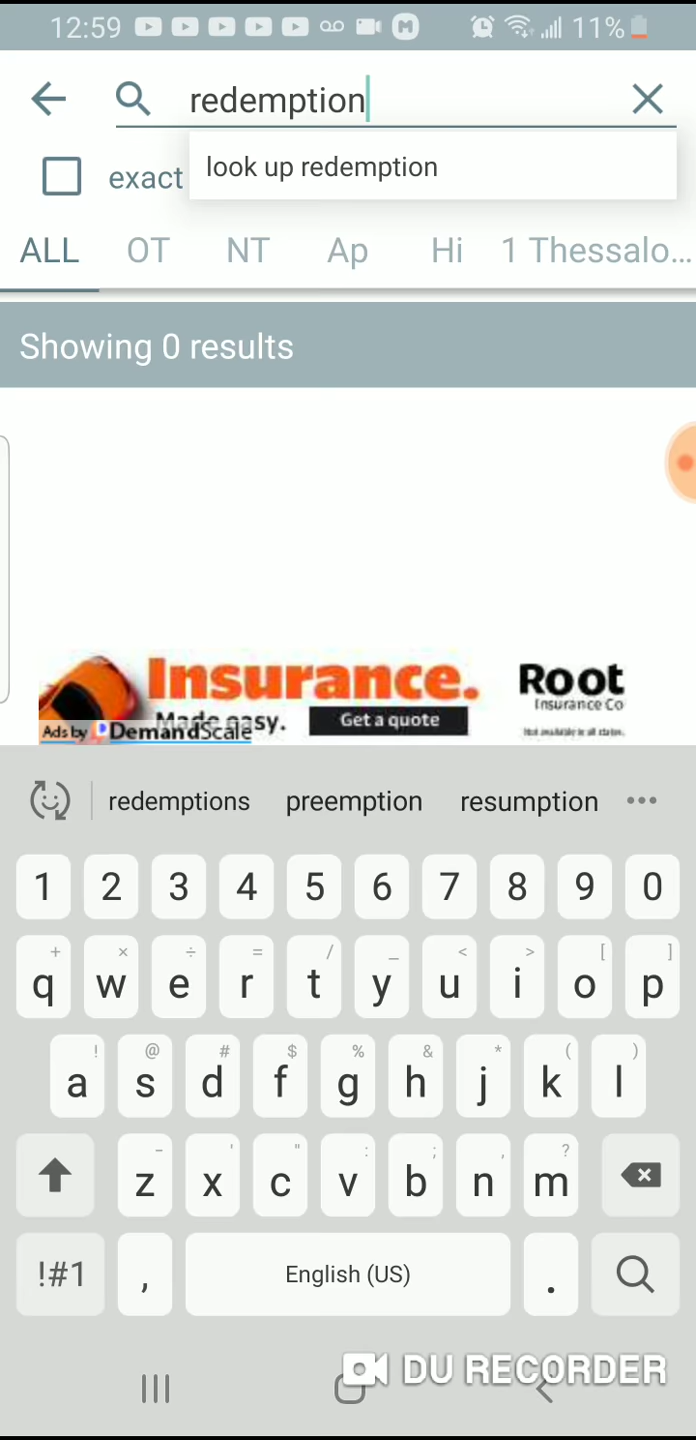 12:59 11%
redemption
look up redemption
exact
ALL OT NT Ap Hi 1 Thessalo...
Showing 0 results
Insurance.
Made easy.
Get a quote
Root
Insurance Co
Not available in all states.
Ads by DemandScale
redemptions preemption resumption
1 2 3 4 5 6 7 8 9 0
+ × ÷ = / _ < > [ ]
q w e r t y u i o p
! @ # $ % & * ( )
a s d f g h j k l
- ' " : ; , ?
z x c v b n m
!#1 , English (US) .
DU RECORDER